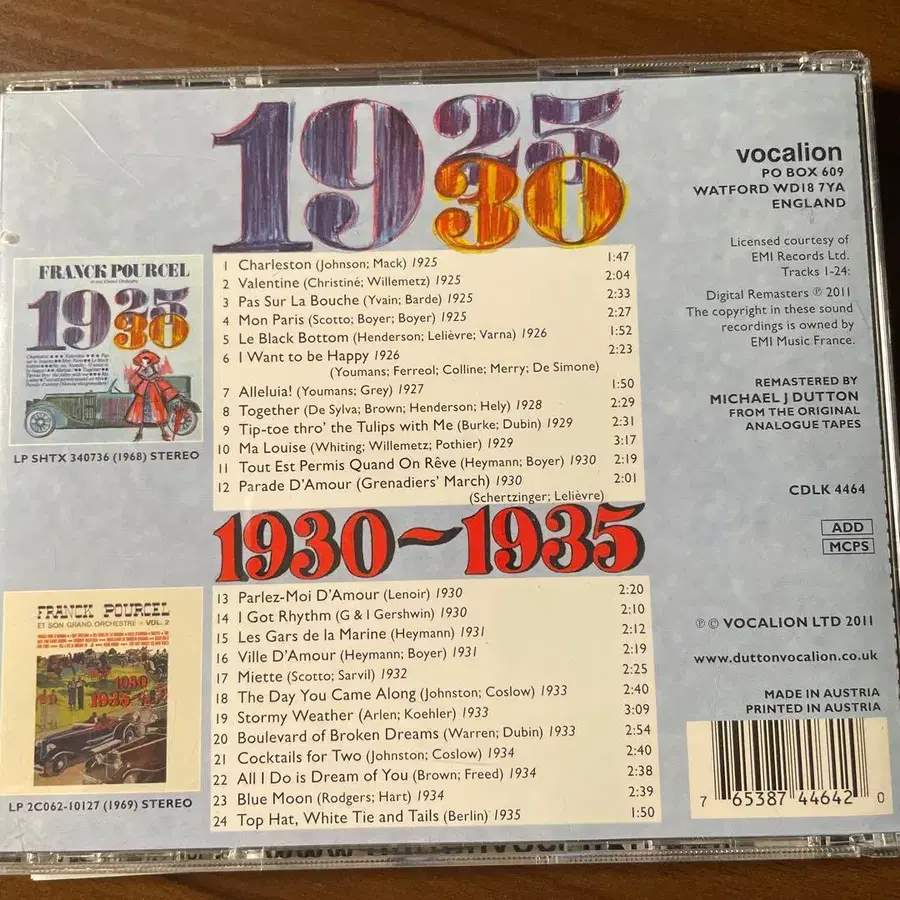 1925
30
1 Charleston (Johnson; Mack) 1925 1:47
2 Valentine (Christiné; Willemetz) 1925 2:04
3 Pas Sur La Bouche (Yvain; Barde) 1925 2:33
4 Mon Paris (Scotto; Boyer; Boyer) 1925 2:27
5 Le Black Bottom (Henderson; Lelièvre; Varna) 1926 1:52
6 I Want to be Happy 1926 2:23
(Youmans; Ferreol; Colline; Merry; De Simone)
7 Alleluia! (Youmans; Grey) 1927 1:50
8 Together (De Sylva; Brown; Henderson; Hely) 1928 2:29
9 Tip-toe thro' the Tulips with Me (Burke; Dubin) 1929 2:31
10 Ma Louise (Whiting; Willemetz; Pothier) 1929 3:17
11 Tout Est Permis Quand On Rêve (Heymann; Boyer) 1930 2:19
12 Parade D'Amour (Grenadiers' March) 1930 2:01
(Schertzinger; Lelièvre)
1930~1935
13 Parlez-Moi D'Amour (Lenoir) 1930 2:20
14 I Got Rhythm (G & I Gershwin) 1930 2:10
15 Les Gars de la Marine (Heymann) 1931 2:12
16 Ville D'Amour (Heymann; Boyer) 1931 2:19
17 Miette (Scotto; Sarvil) 1932 2:25
18 The Day You Came Along (Johnston; Coslow) 1933 2:40
19 Stormy Weather (Arlen; Koehler) 1933 3:09
20 Boulevard of Broken Dreams (Warren; Dubin) 1933 2:54
21 Cocktails for Two (Johnston; Coslow) 1934 2:40
22 All I Do is Dream of You (Brown; Freed) 1934 2:38
23 Blue Moon (Rodgers; Hart) 1934 2:39
24 Top Hat, White Tie and Tails (Berlin) 1935 1:50
FRANCK POURCEL
et son Grand Orchestre
1925
30
LP SHTX 340736 (1968) STEREO
FRANCK POURCEL
ET SON GRAND ORCHESTRE - VOL. 2
1930
1935
LP 2C062-10127 (1969) STEREO
vocalion
PO BOX 609
WATFORD WD18 7YA
ENGLAND
Licensed courtesy of
EMI Records Ltd.
Tracks 1-24:
Digital Remasters ℗ 2011
The copyright in these sound
recordings is owned by
EMI Music France.
REMASTERED BY
MICHAEL J DUTTON
FROM THE ORIGINAL
ANALOGUE TAPES
CDLK 4464
ADD
MCPS
℗ © VOCALION LTD 2011
www.duttonvocalion.co.uk
MADE IN AUSTRIA
PRINTED IN AUSTRIA
7 65387 44642 0